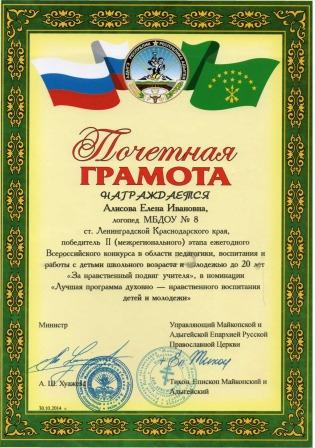 Почетная
ГРАМОТА
НАГРАЖДАЕТСЯ
Алисова Елена Ивановна,
логопед МБДОУ № 8
ст. Ленинградской Краснодарского края,
победитель II (межрегионального) этапа ежегодного
Всероссийского конкурса в области педагогики, воспитания и
работы с детьми школьного возраста и молодежью до 20 лет
«За нравственный подвиг учителя», в номинации
«Лучшая программа духовно — нравственного воспитания
детей и молодежи»
Министр
Управляющий Майкопской и
Адыгейской Епархией Русской
Православной Церкви
А. Ш. Хуажев
Тихон, Епископ Майкопский и
Адыгейский
30.10.2014 г.